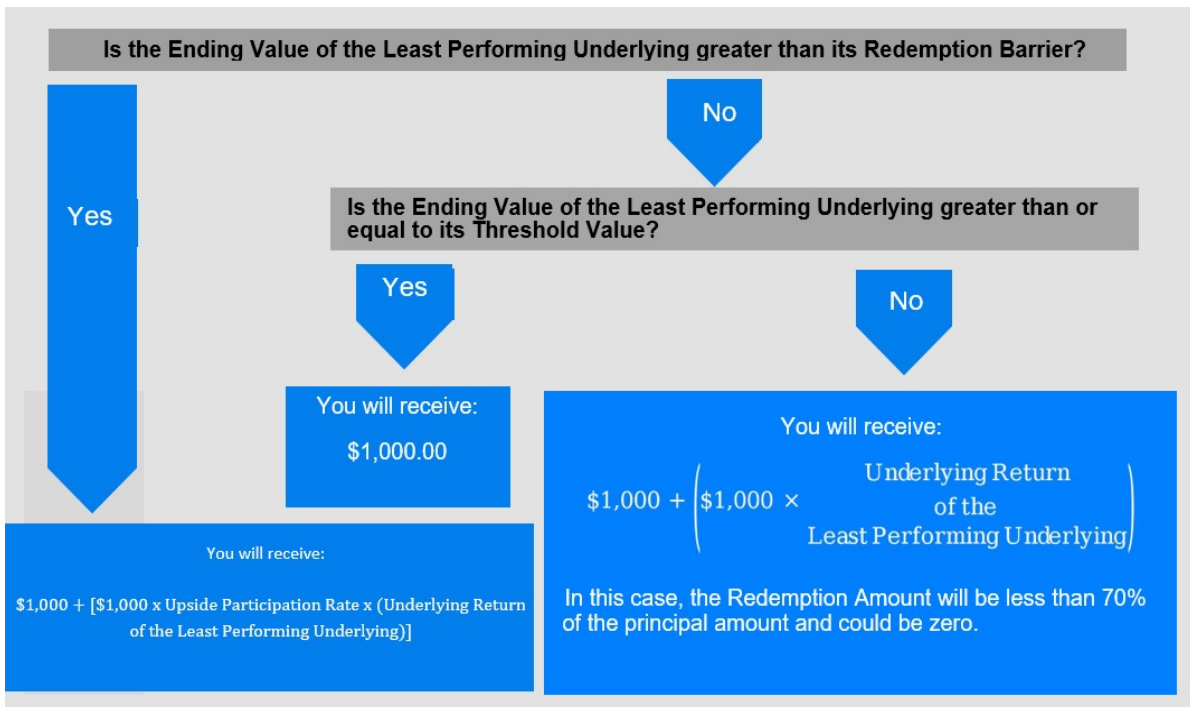 Is the Ending Value of the Least Performing Underlying greater than its Redemption Barrier?
No
Yes
Is the Ending Value of the Least Performing Underlying greater than or
equal to its Threshold Value?
Yes
No
You will receive:
$1,000.00
You will receive:
$1,000 + ($1,000 × Underlying Return
of the
Least Performing Underlying)
In this case, the Redemption Amount will be less than 70%
of the principal amount and could be zero.
You will receive:
$1,000 + [$1,000 x Upside Participation Rate x (Underlying Return
of the Least Performing Underlying)]